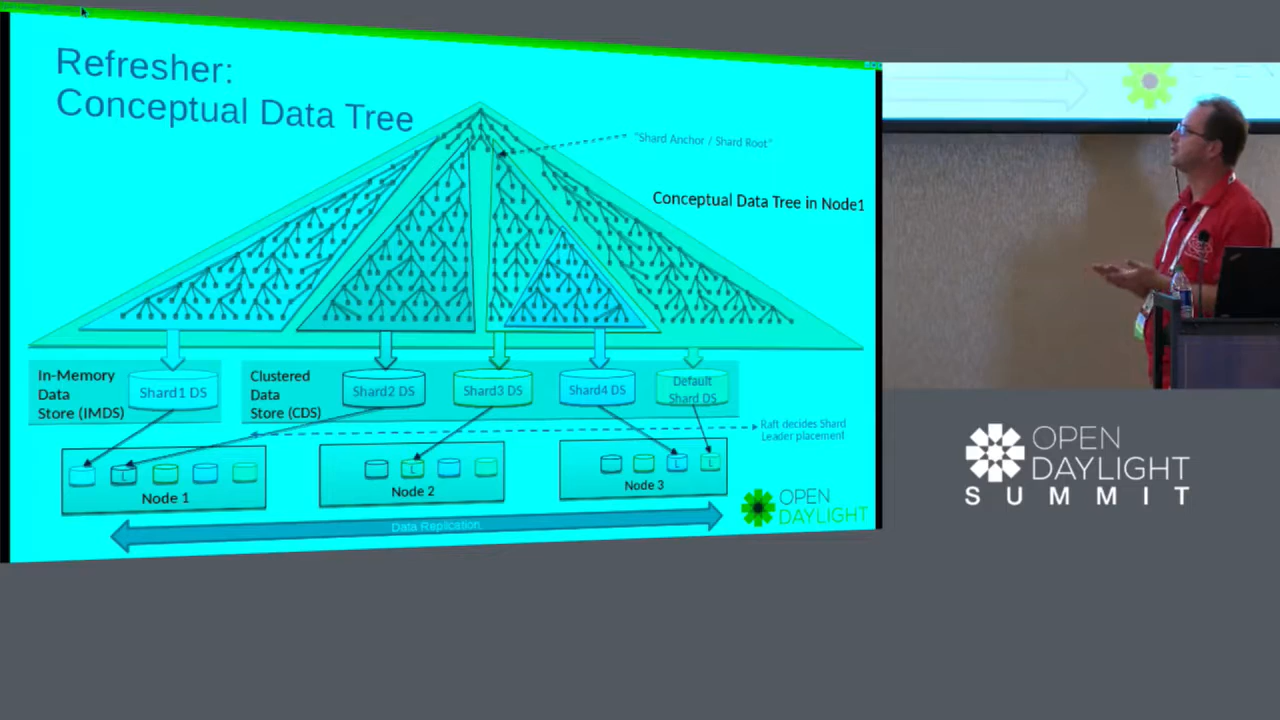 Refresher:
Conceptual Data Tree
"Shard Anchor / Shard Root"
Conceptual Data Tree in Node1
In-Memory
Data
Store (IMDS)
Shard1 DS
Clustered
Data
Store (CDS)
Shard2 DS
Shard3 DS
Shard4 DS
Default
Shard DS
Raft decides Shard
Leader placement
L
L
L
L
Node 1
Node 2
Node 3
Data Replication
OPEN
DAYLIGHT
OPEN
DAYLIGHT
SUMMIT